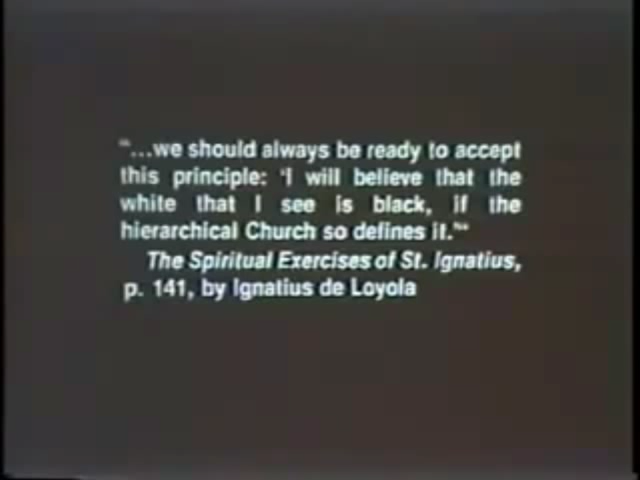 "...we should always be ready to accept
this principle: 'I will believe that the
white that I see is black, if the
hierarchical Church so defines it.'"
The Spiritual Exercises of St. Ignatius,
p. 141, by Ignatius de Loyola